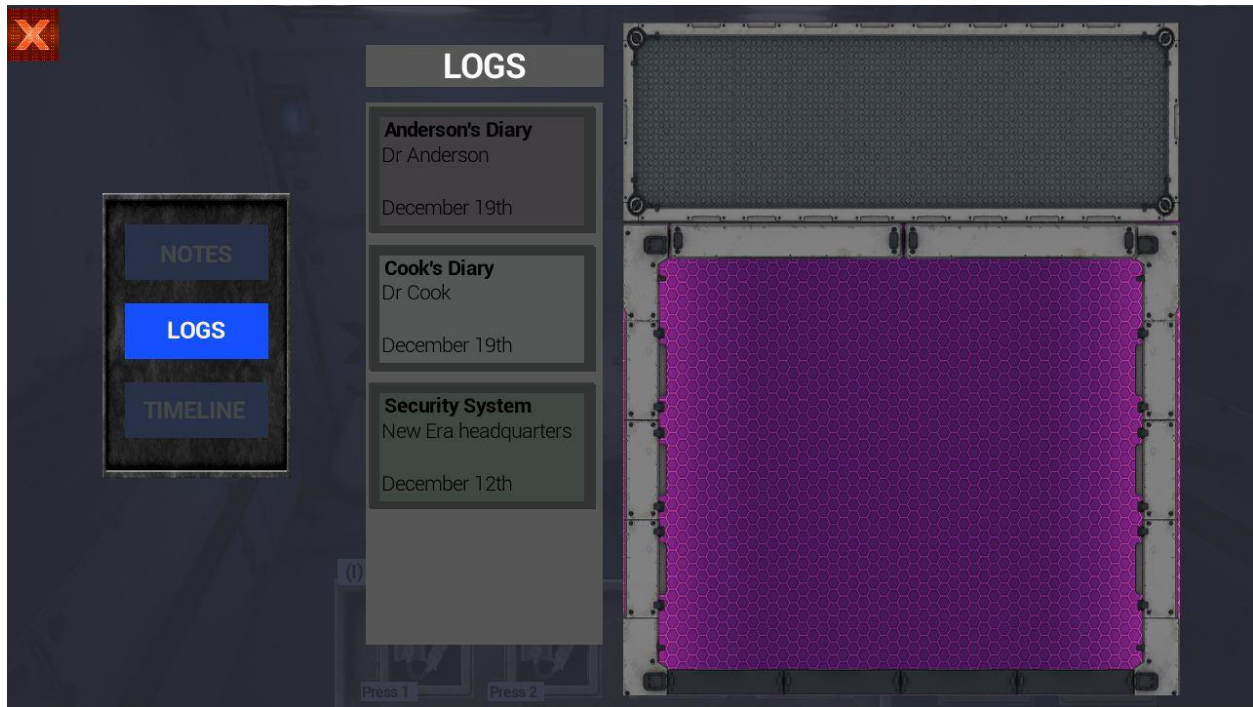 X
NOTES
LOGS
TIMELINE
LOGS
Anderson's Diary
Dr Anderson
December 19th
Cook's Diary
Dr Cook
December 19th
Security System
New Era headquarters
December 12th
(I)
Press 1
Press 2